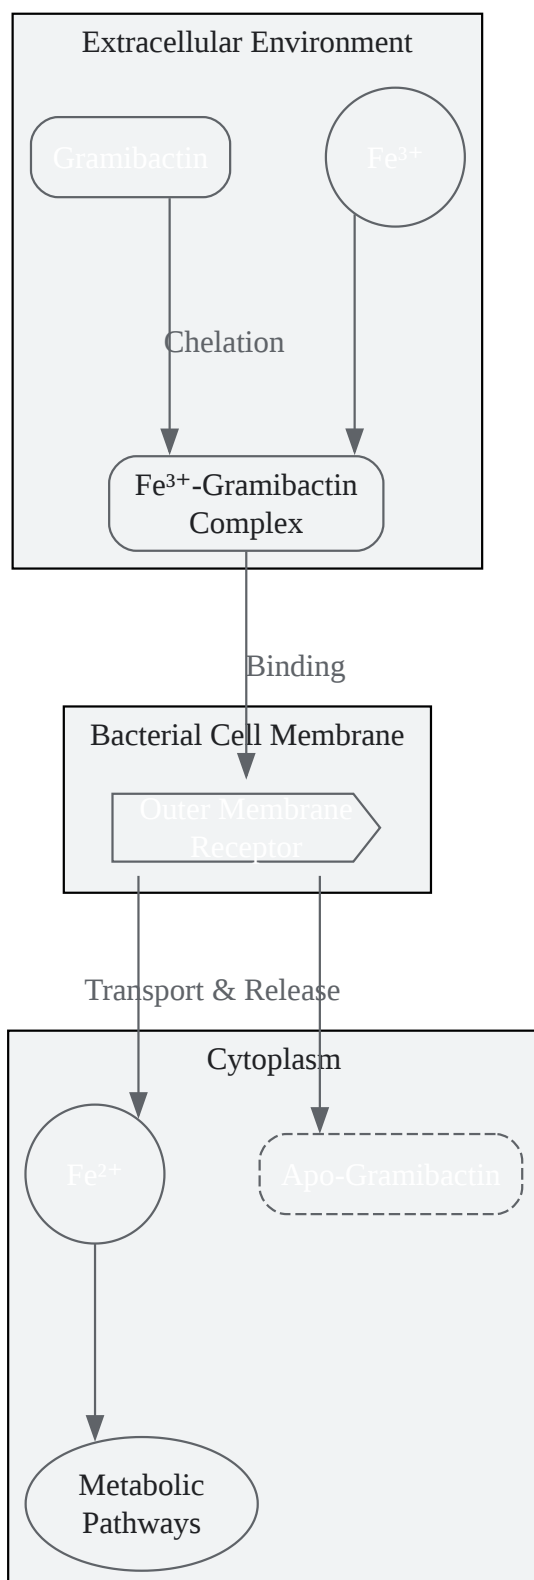 Extracellular Environment
Gramibactin
Fe³⁺
Chelation
Fe³⁺-Gramibactin
Complex
Binding
Bacterial Cell Membrane
Outer Membrane
Receptor
Transport & Release
Cytoplasm
Fe²⁺
Apo-Gramibactin
Metabolic
Pathways